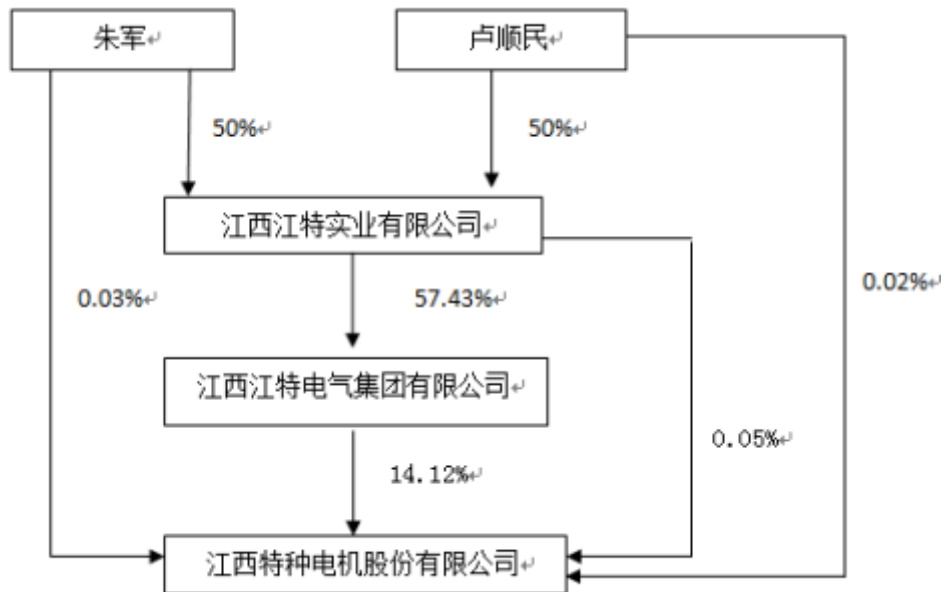 朱军
卢顺民
50%
50%
江西江特实业有限公司
0.03%
57.43%
0.02%
江西江特电气集团有限公司
0.05%
14.12%
江西特种电机股份有限公司